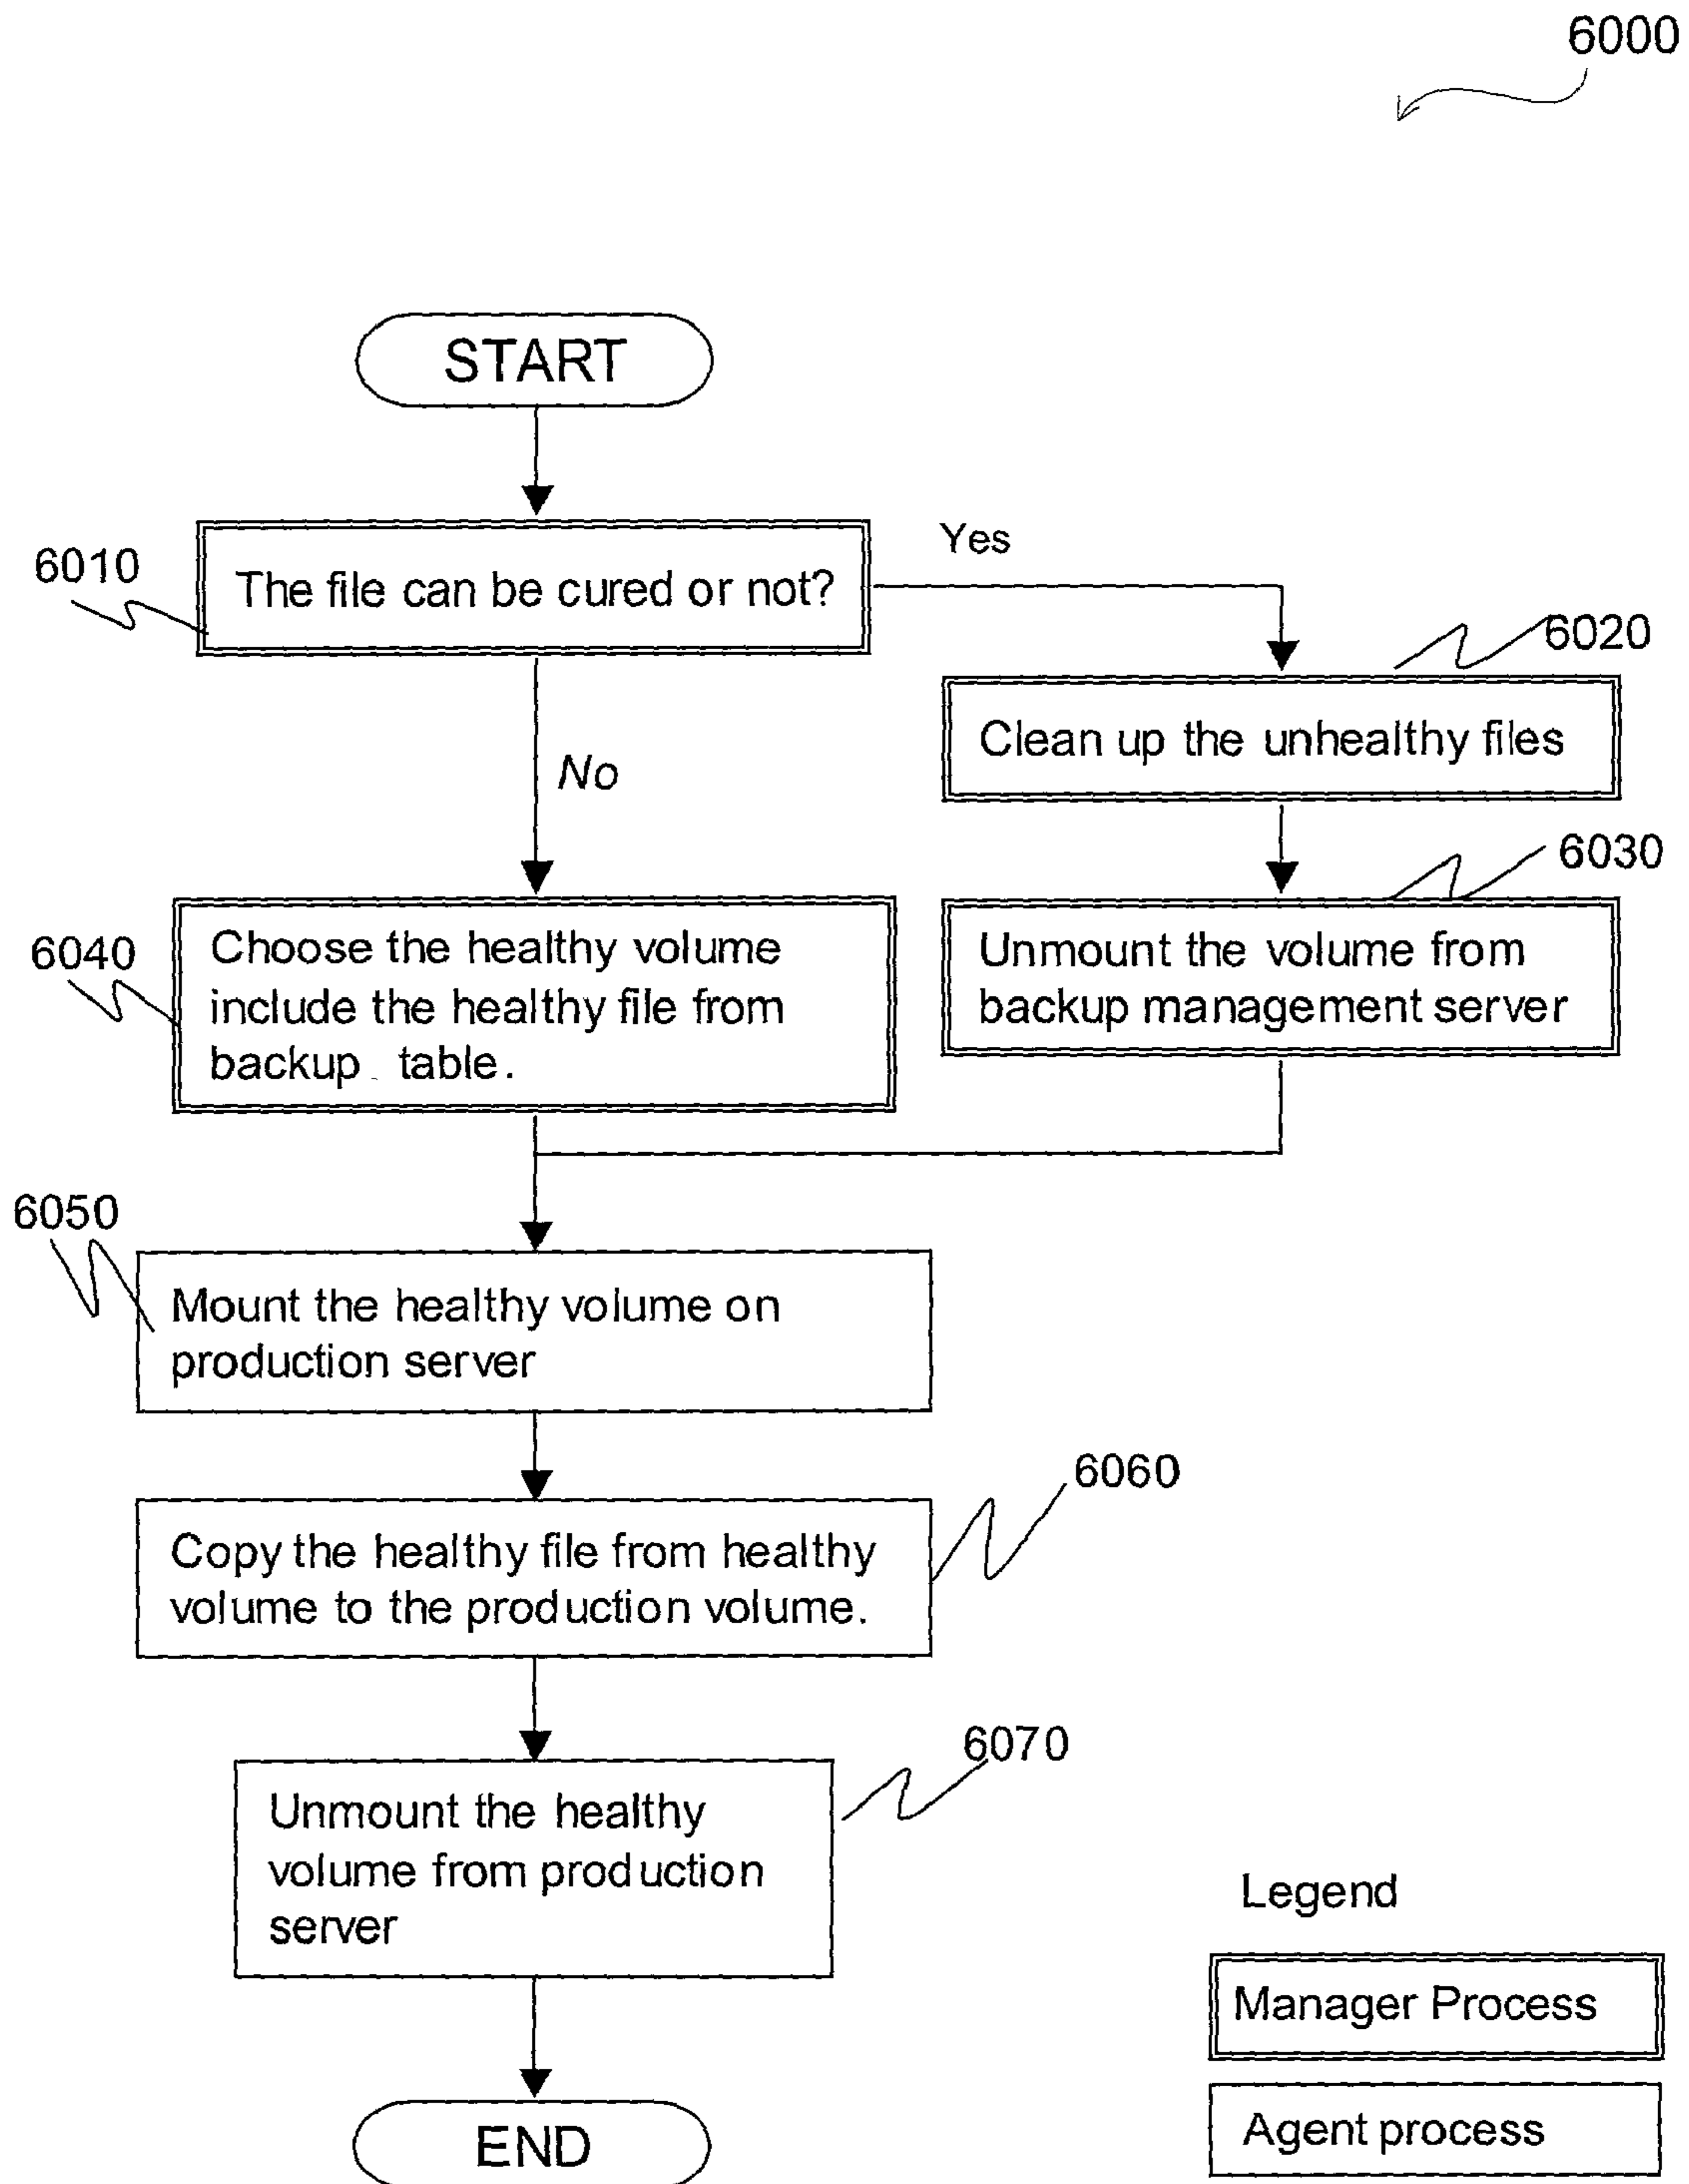 6000
START
6010
The file can be cured or not?
Yes
6020
Clean up the unhealthy files
No
6030
Unmount the volume from
backup management server
6040
Choose the healthy volume
include the healthy file from
backup table.
6050
Mount the healthy volume on
production server
6060
Copy the healthy file from healthy
volume to the production volume.
6070
Unmount the healthy
volume from production
server
END
Legend
Manager Process
Agent process